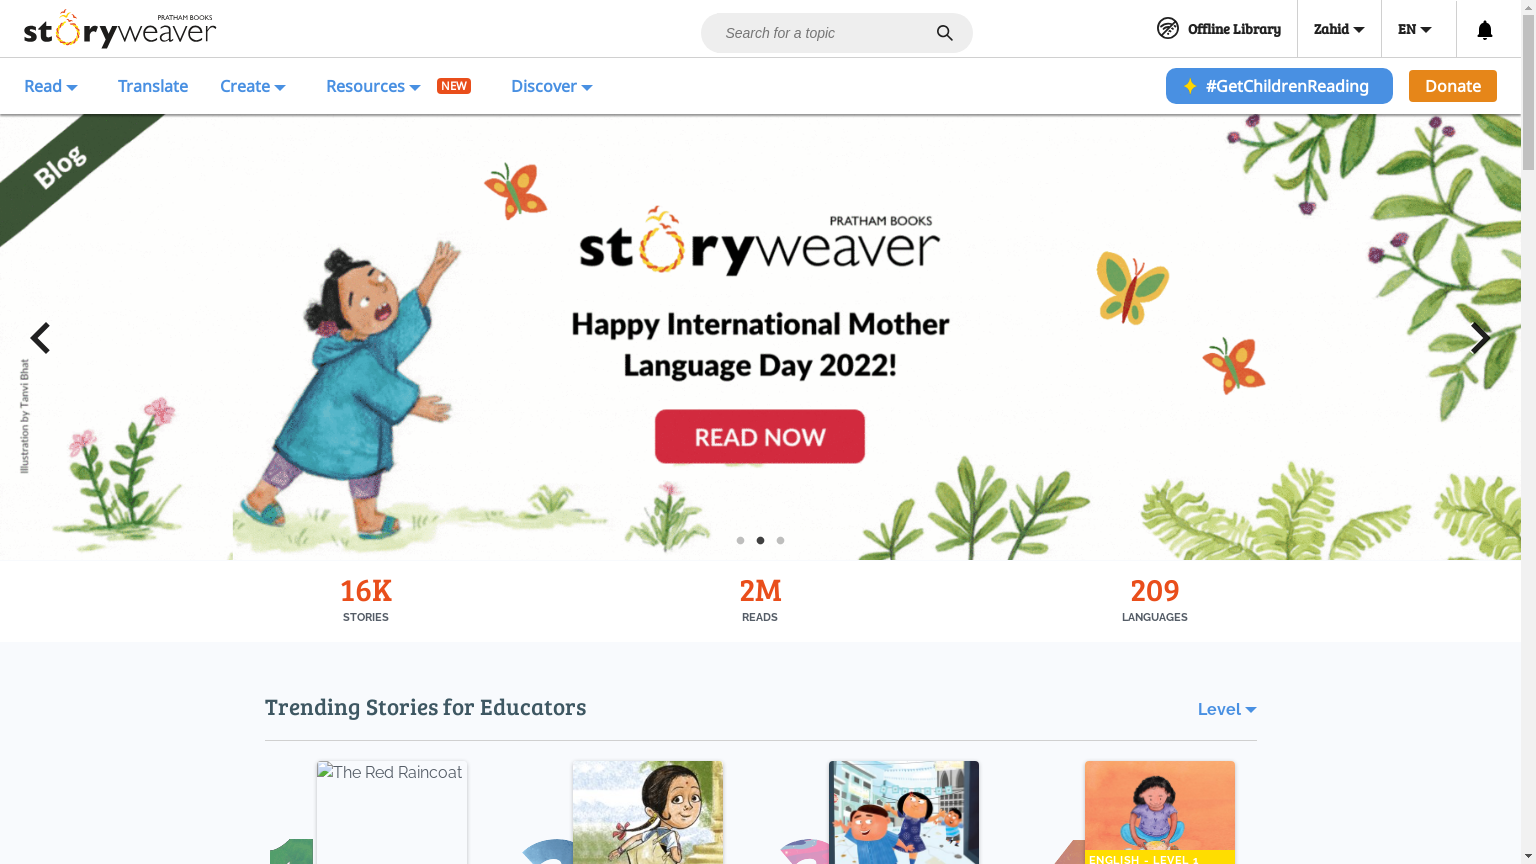 PRATHAM BOOKS
storyweaver
Search for a topic
Offline Library
Zahid
EN
Read
Translate
Create
Resources
NEW
Discover
#GetChildrenReading
Donate
Blog
PRATHAM BOOKS
storyweaver
Happy International Mother
Language Day 2022!
READ NOW
Illustration by Tanvi Bhat
16K
STORIES
2M
READS
209
LANGUAGES
Trending Stories for Educators
Level
The Red Raincoat
ENGLISH - LEVEL 1